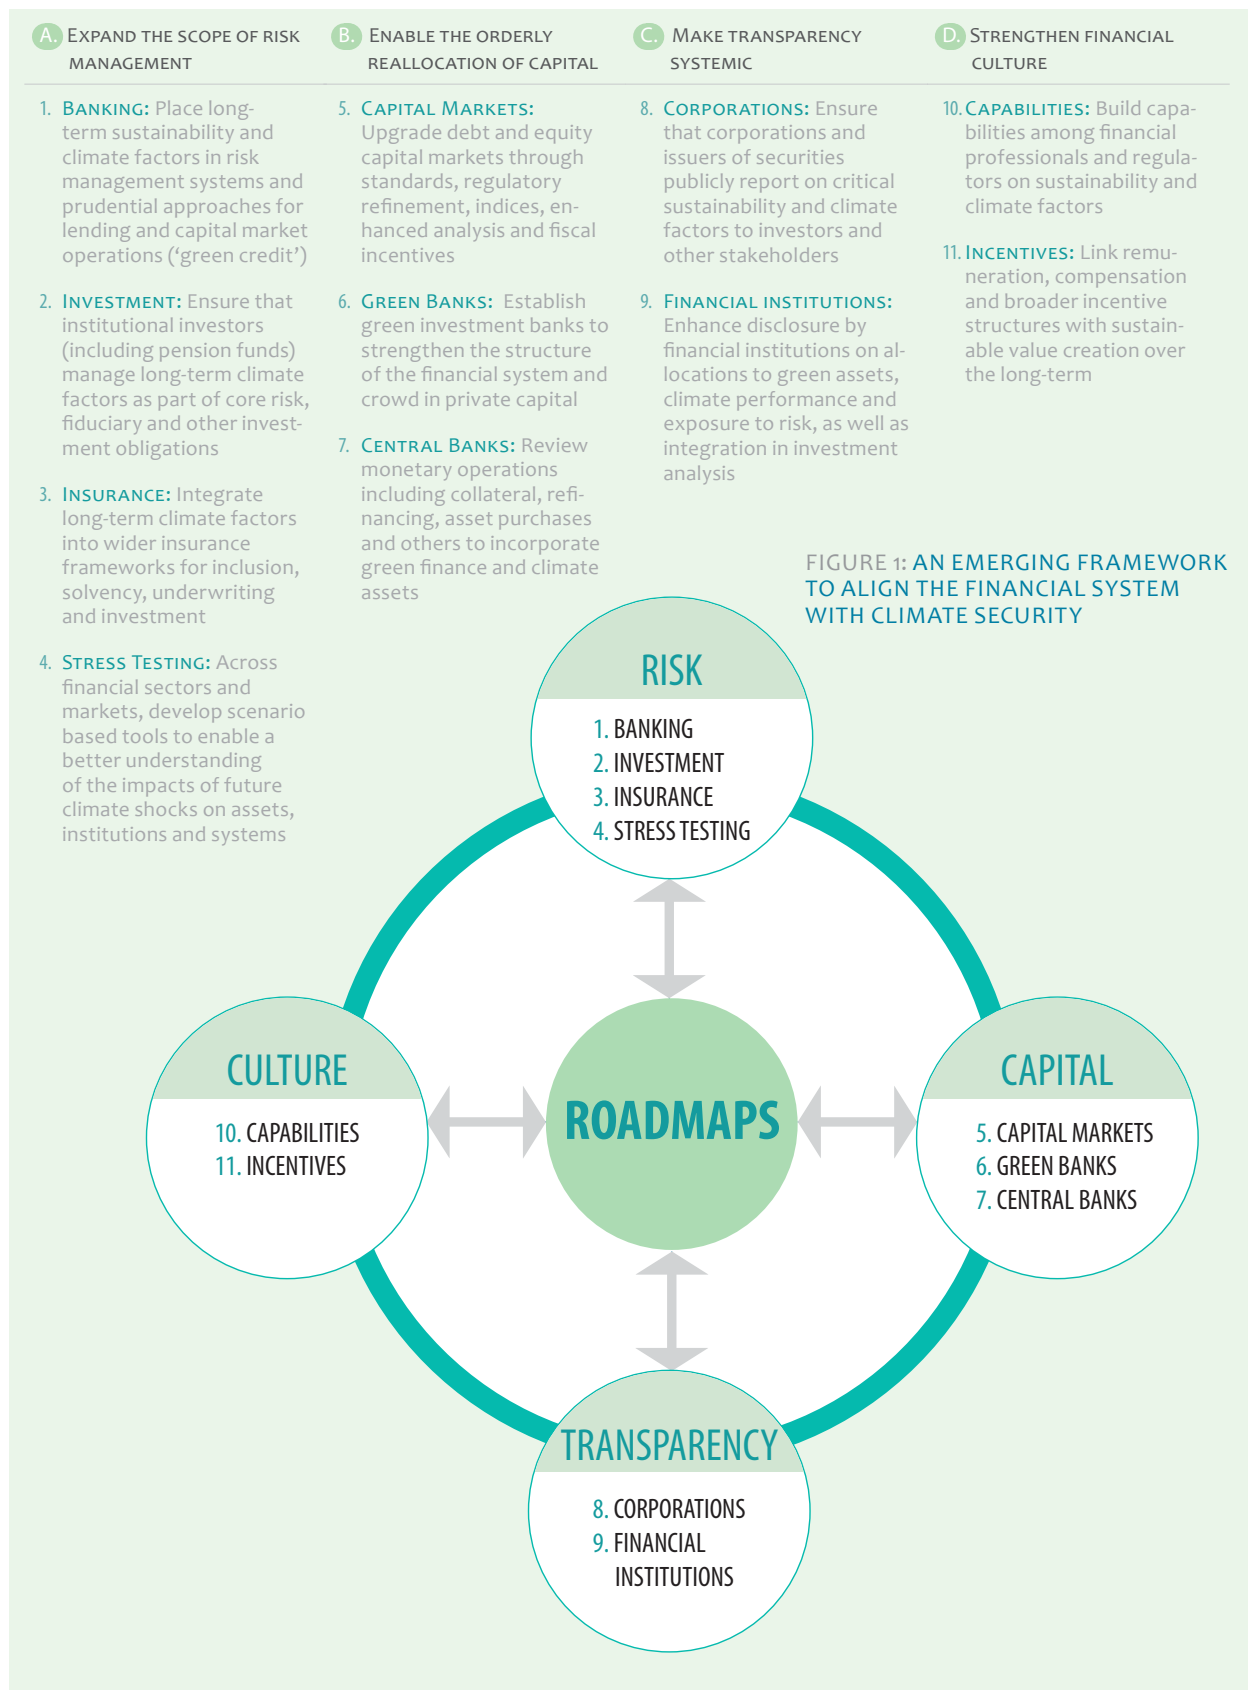 A. Expand the scope of risk
management
1. Banking: Place long-
term sustainability and
climate factors in risk
management systems and
prudential approaches for
lending and capital market
operations (‘green credit’)
2. Investment: Ensure that
institutional investors
(including pension funds)
manage long-term climate
factors as part of core risk,
fiduciary and other invest-
ment obligations
3. Insurance: Integrate
long-term climate factors
into wider insurance
frameworks for inclusion,
solvency, underwriting
and investment
4. Stress Testing: Across
financial sectors and
markets, develop scenario
based tools to enable a
better understanding
of the impacts of future
climate shocks on assets,
institutions and systems
B. Enable the orderly
reallocation of capital
5. Capital Markets:
Upgrade debt and equity
capital markets through
standards, regulatory
refinement, indices, en-
hanced analysis and fiscal
incentives
6. Green Banks: Establish
green investment banks to
strengthen the structure
of the financial system and
crowd in private capital
7. Central Banks: Review
monetary operations
including collateral, refi-
nancing, asset purchases
and others to incorporate
green finance and climate
assets
C. Make transparency
systemic
8. Corporations: Ensure
that corporations and
issuers of securities
publicly report on critical
sustainability and climate
factors to investors and
other stakeholders
9. Financial institutions:
Enhance disclosure by
financial institutions on al-
locations to green assets,
climate performance and
exposure to risk, as well as
integration in investment
analysis
D. Strengthen financial
culture
10. Capabilities: Build capa-
bilities among financial
professionals and regula-
tors on sustainability and
climate factors
11. Incentives: Link remu-
neration, compensation
and broader incentive
structures with sustain-
able value creation over
the long-term
FIGURE 1: AN EMERGING FRAMEWORK
TO ALIGN THE FINANCIAL SYSTEM
WITH CLIMATE SECURITY
RISK
1. BANKING
2. INVESTMENT
3. INSURANCE
4. STRESS TESTING
CULTURE
10. CAPABILITIES
11. INCENTIVES
ROADMAPS
CAPITAL
5. CAPITAL MARKETS
6. GREEN BANKS
7. CENTRAL BANKS
TRANSPARENCY
8. CORPORATIONS
9. FINANCIAL
INSTITUTIONS